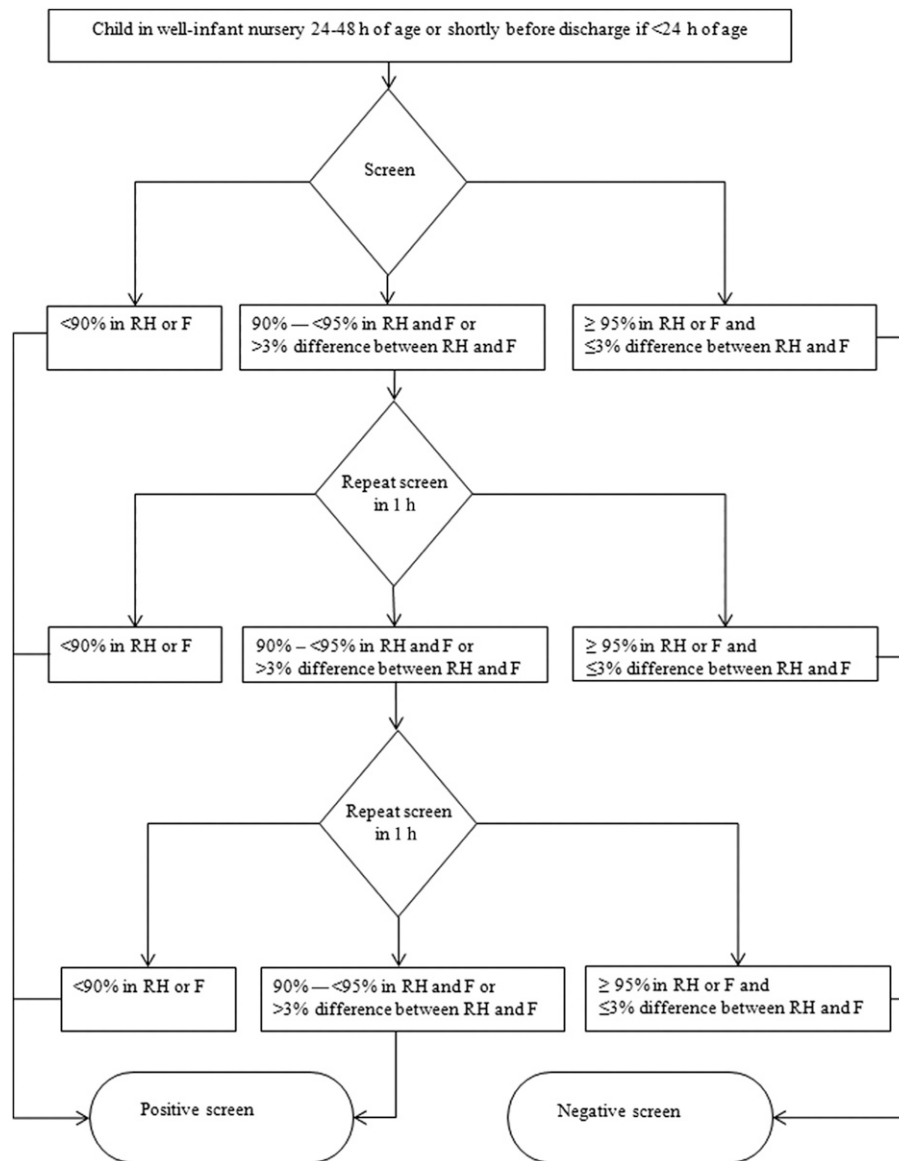 Child in well-infant nursery 24-48 h of age or shortly before discharge if <24 h of age
Screen
<90% in RH or F
90% — <95% in RH and F or
>3% difference between RH and F
≥ 95% in RH or F and
≤3% difference between RH and F
Repeat screen
in 1 h
<90% in RH or F
90% – <95% in RH and F or
>3% difference between RH and F
≥ 95% in RH or F and
≤3% difference between RH and F
Repeat screen
in 1 h
<90% in RH or F
90% — <95% in RH and F or
>3% difference between RH and F
≥ 95% in RH or F and
≤3% difference between RH and F
Positive screen
Negative screen